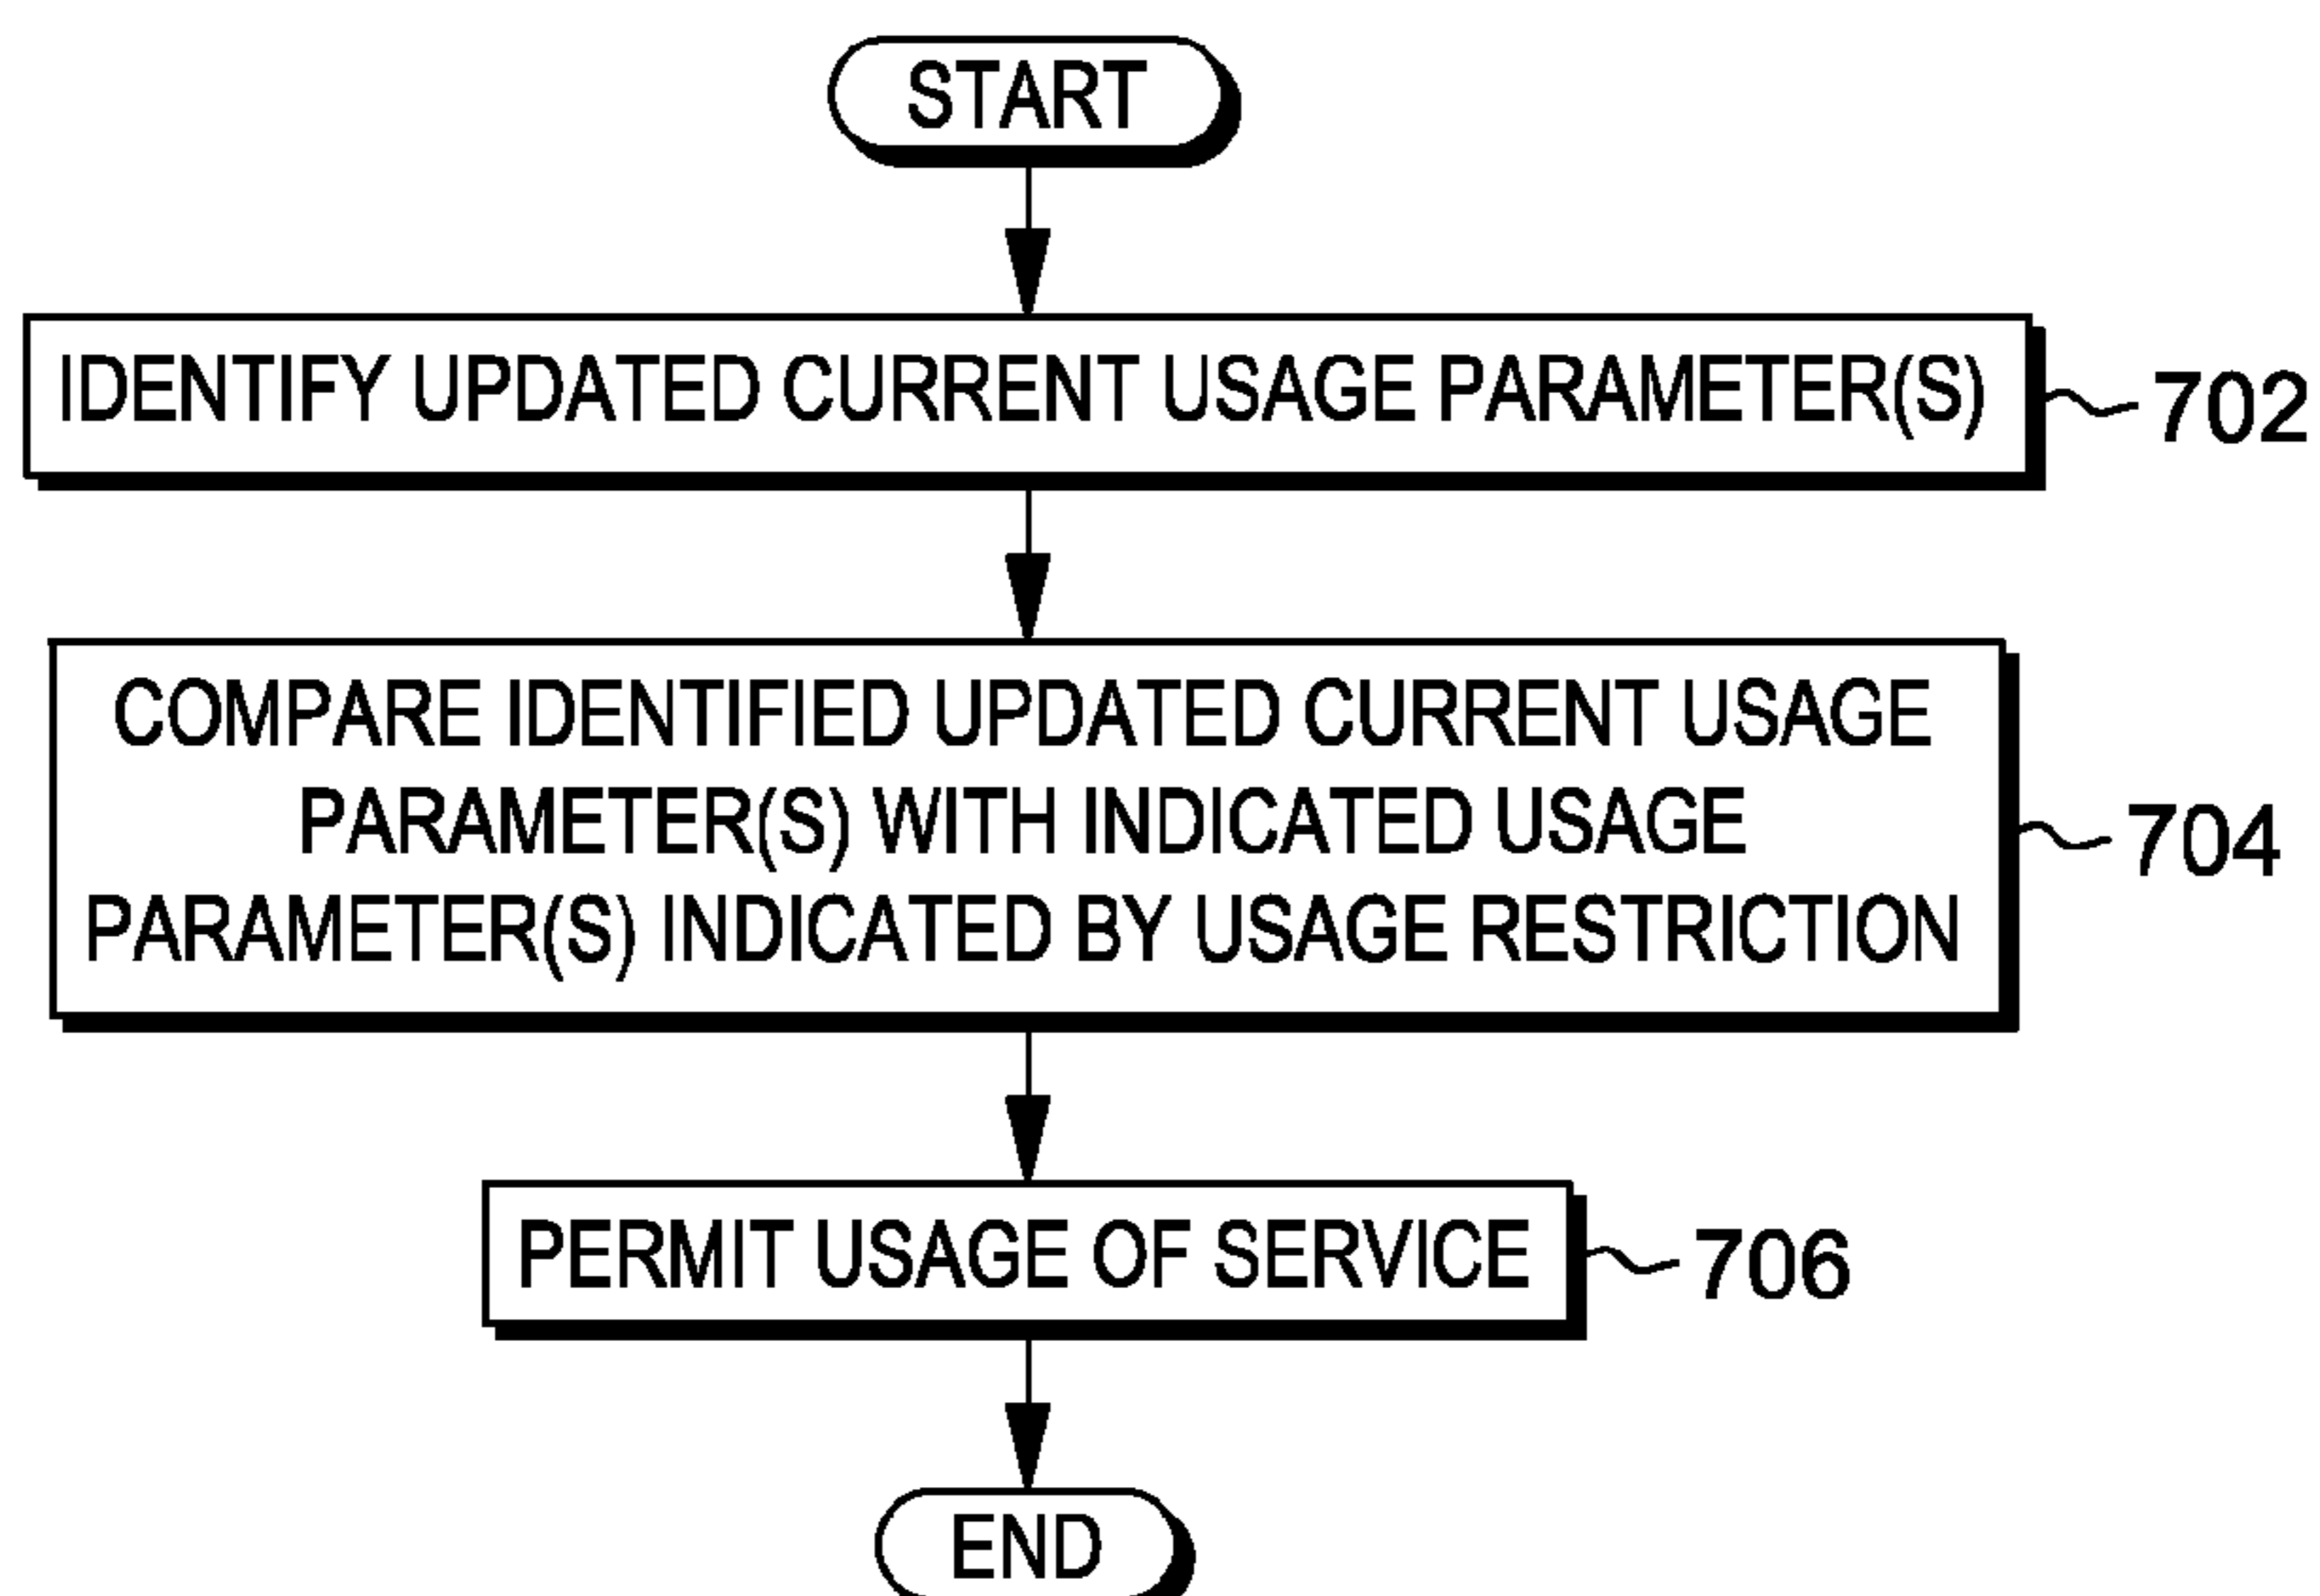 START
IDENTIFY UPDATED CURRENT USAGE PARAMETER(S)
702
COMPARE IDENTIFIED UPDATED CURRENT USAGE
PARAMETER(S) WITH INDICATED USAGE
PARAMETER(S) INDICATED BY USAGE RESTRICTION
704
PERMIT USAGE OF SERVICE
706
END